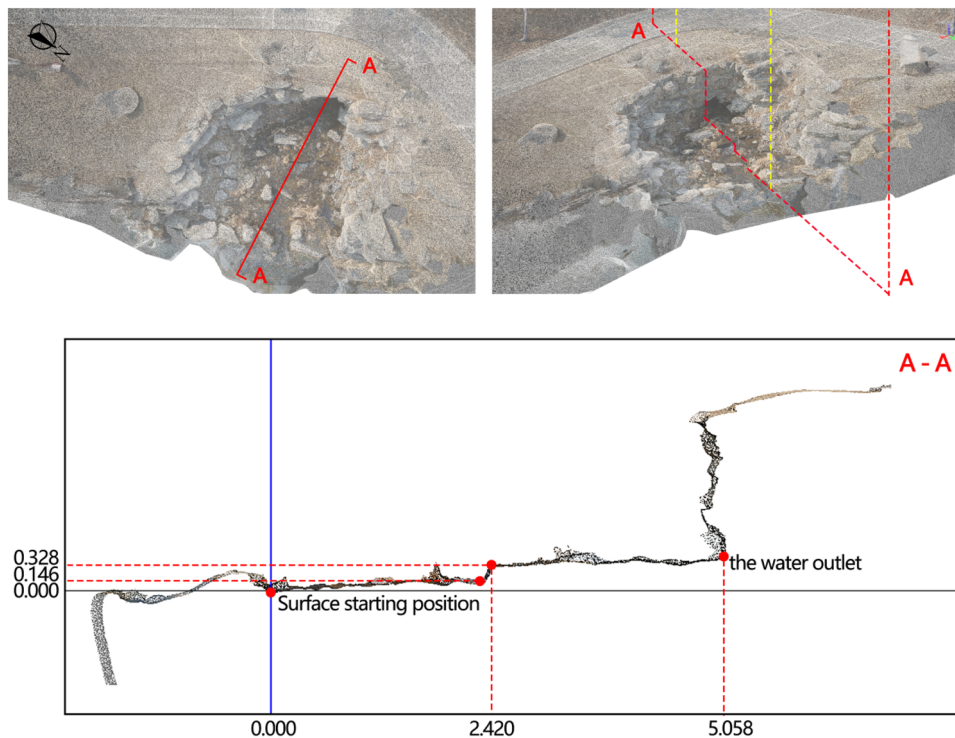 N
A
A
A
A
A - A
0.328
0.146
0.000
the water outlet
Surface starting position
0.000
2.420
5.058